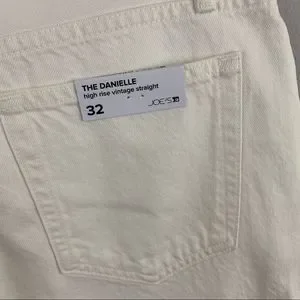 THE DANIELLE
high rise vintage straight
32
JOE'S